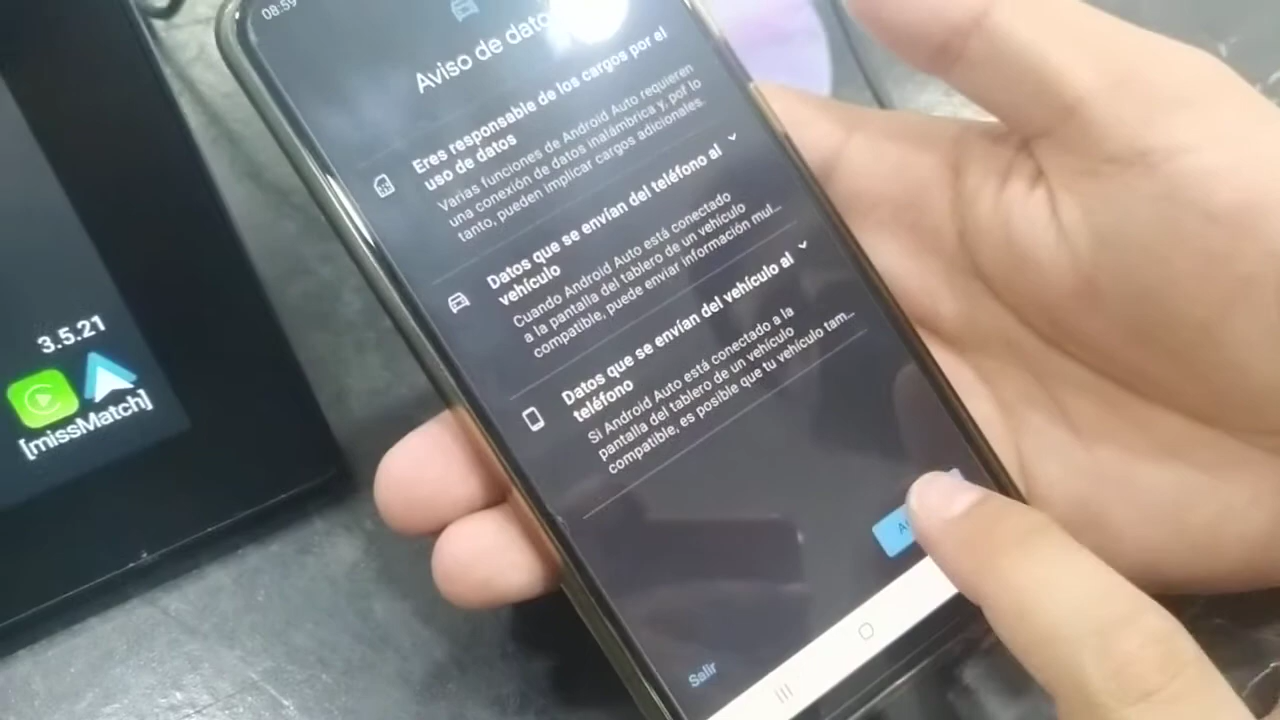 08:59
Aviso de
Eres responsable de los cargos por el
uso de datos
Varias funciones de Android Auto requieren
una conexión de datos inalámbrica y, por lo
tanto, pueden implicar cargos adicionales.
Datos que se envían del teléfono al
vehículo
Cuando Android Auto está conectado
a la pantalla del tablero de un vehículo
compatible, puede enviar información mul...
Datos que se envían del vehículo al
teléfono
Si Android Auto está conectado a la
pantalla del tablero de un vehículo
compatible, es posible que tu vehículo tam...
Salir
3.5.21
[missMatch]